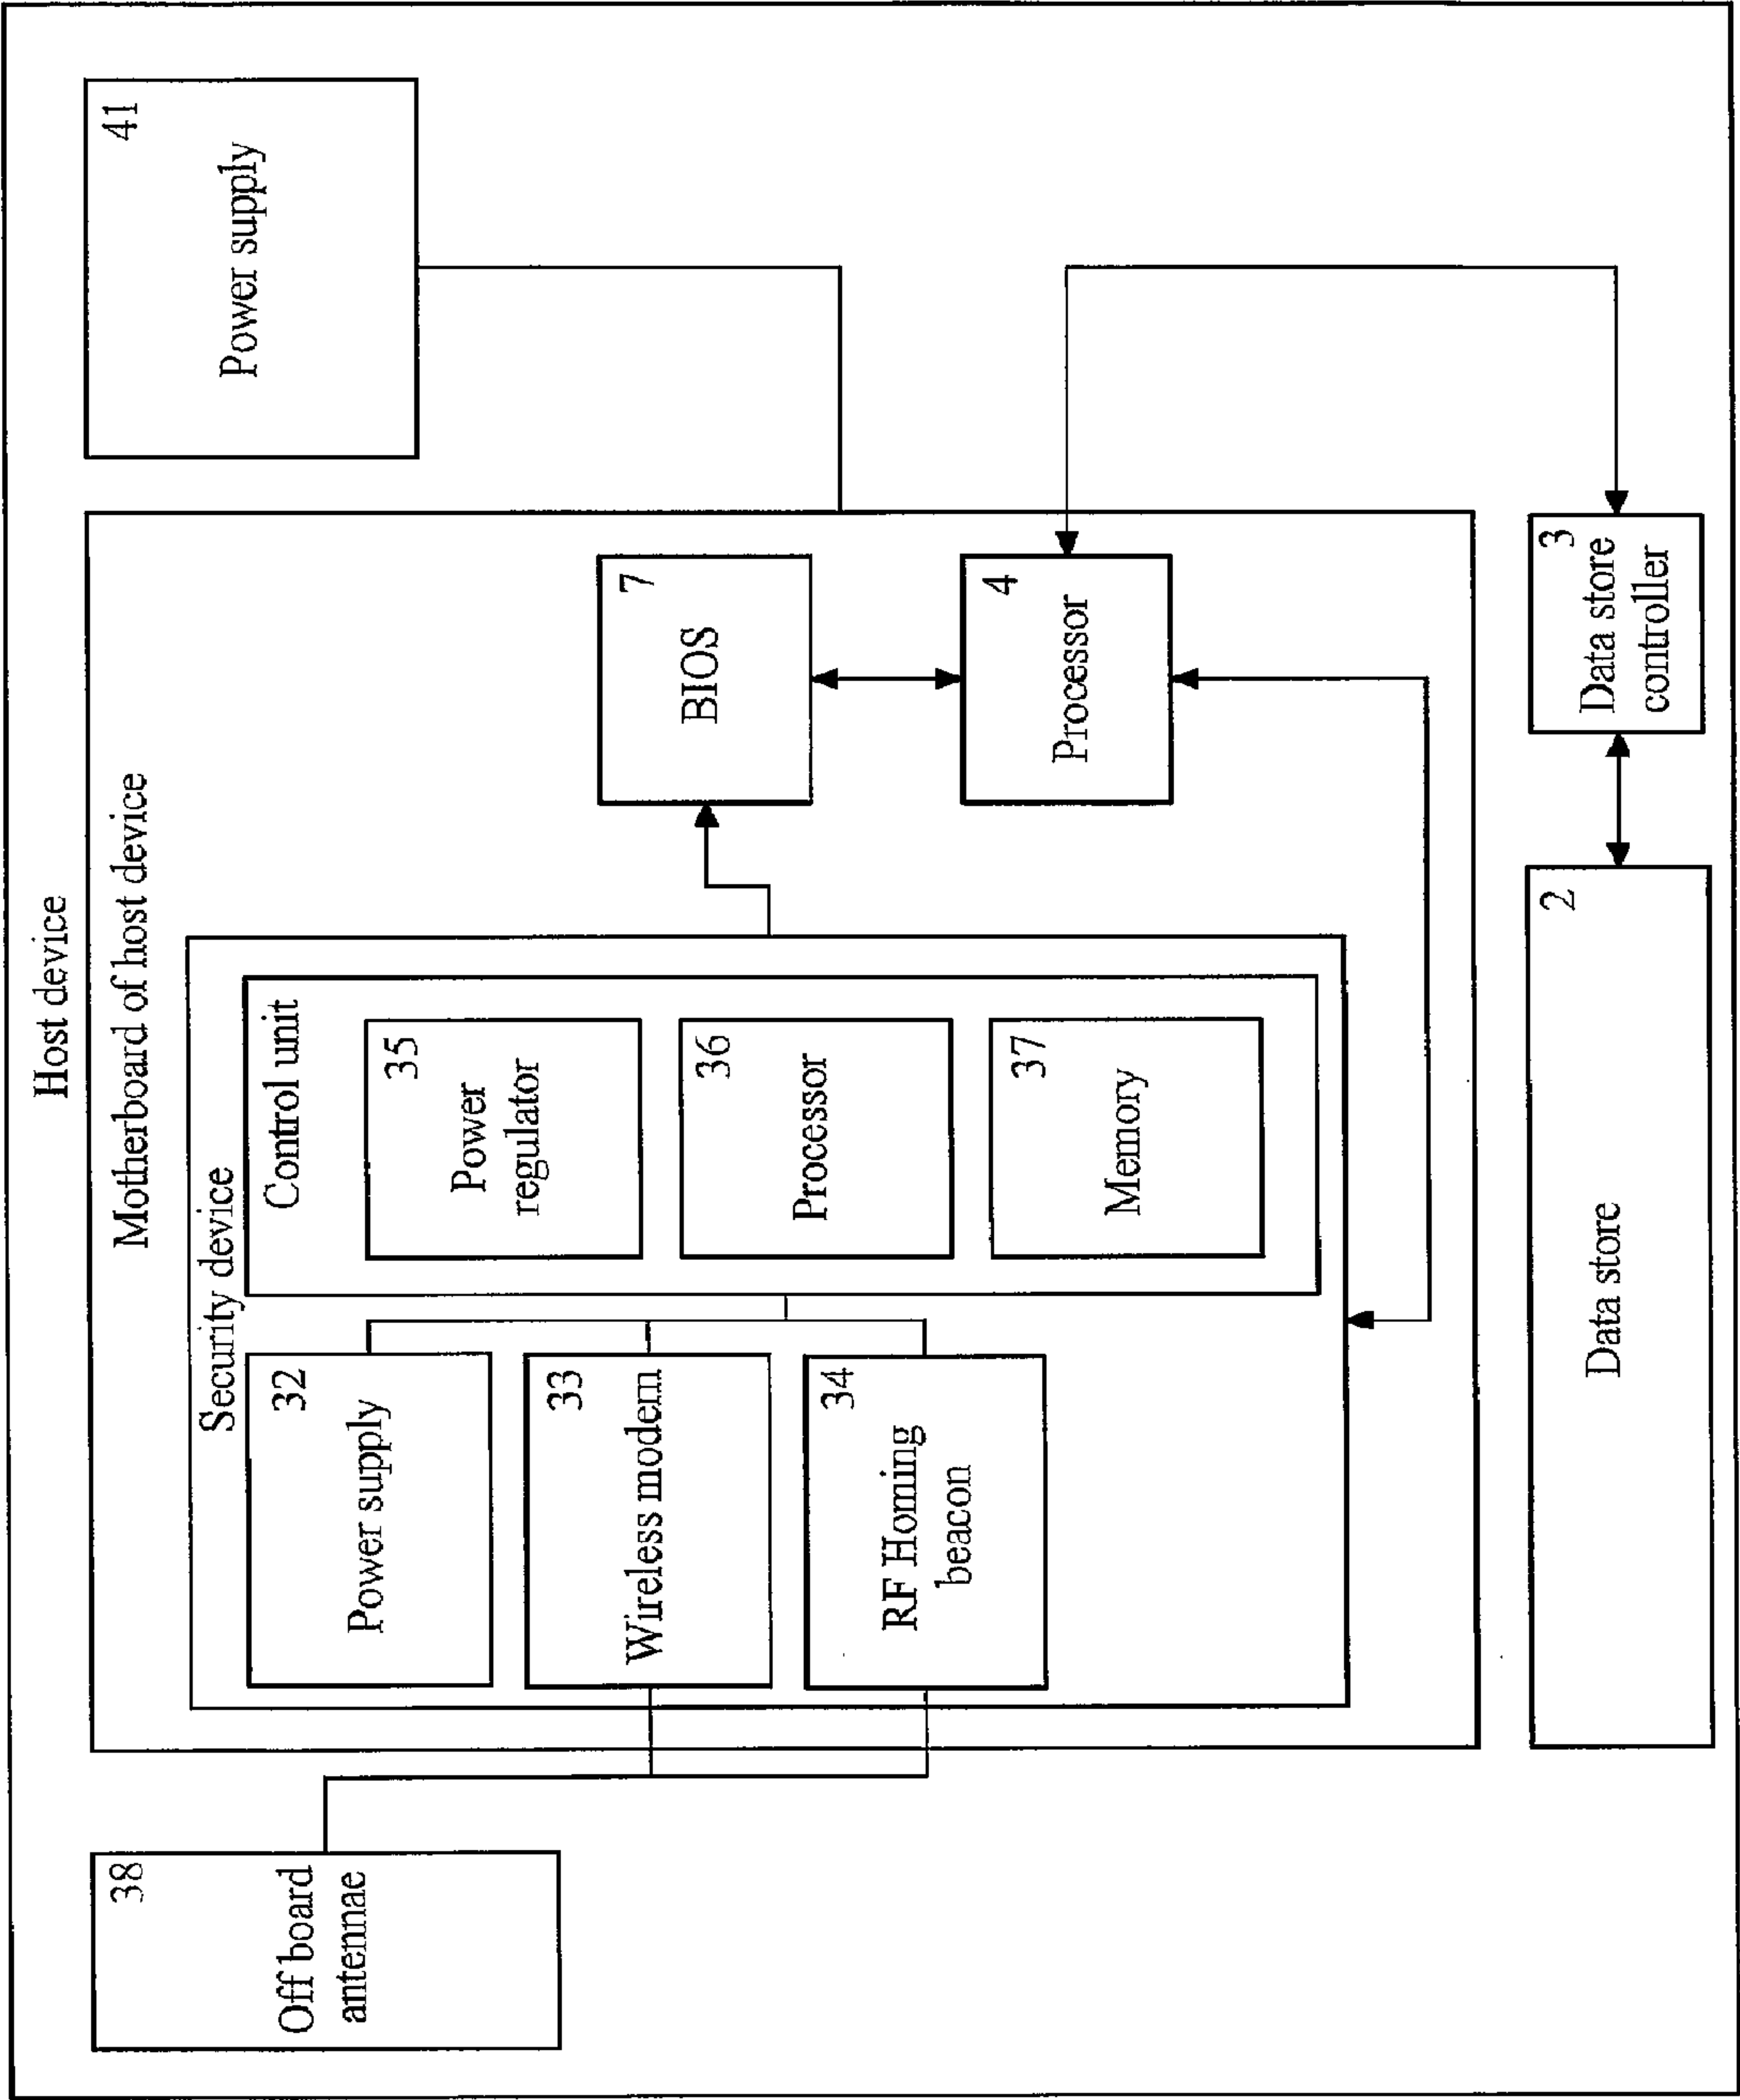 Host device
Motherboard of host device
Security device
Control unit
38
Off board
antennae
32
Power supply
33
Wireless modem
34
RF Homing
beacon
35
Power
regulator
36
Processor
37
Memory
7
BIOS
4
Processor
41
Power supply
2
Data store
3
Data store
controller